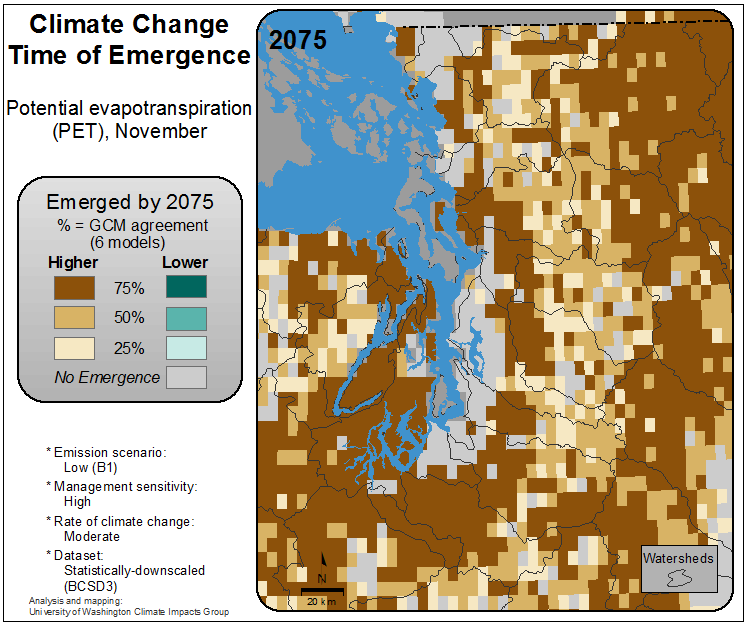 Climate Change
Time of Emergence
Potential evapotranspiration
(PET), November
Emerged by 2075
% = GCM agreement
(6 models)
Higher Lower
75%
50%
25%
No Emergence
* Emission scenario:
Low (B1)
* Management sensitivity:
High
* Rate of climate change:
Moderate
* Dataset:
Statistically-downscaled
(BCSD3)
Analysis and mapping:
University of Washington Climate Impacts Group
2075
N
20 km
Watersheds